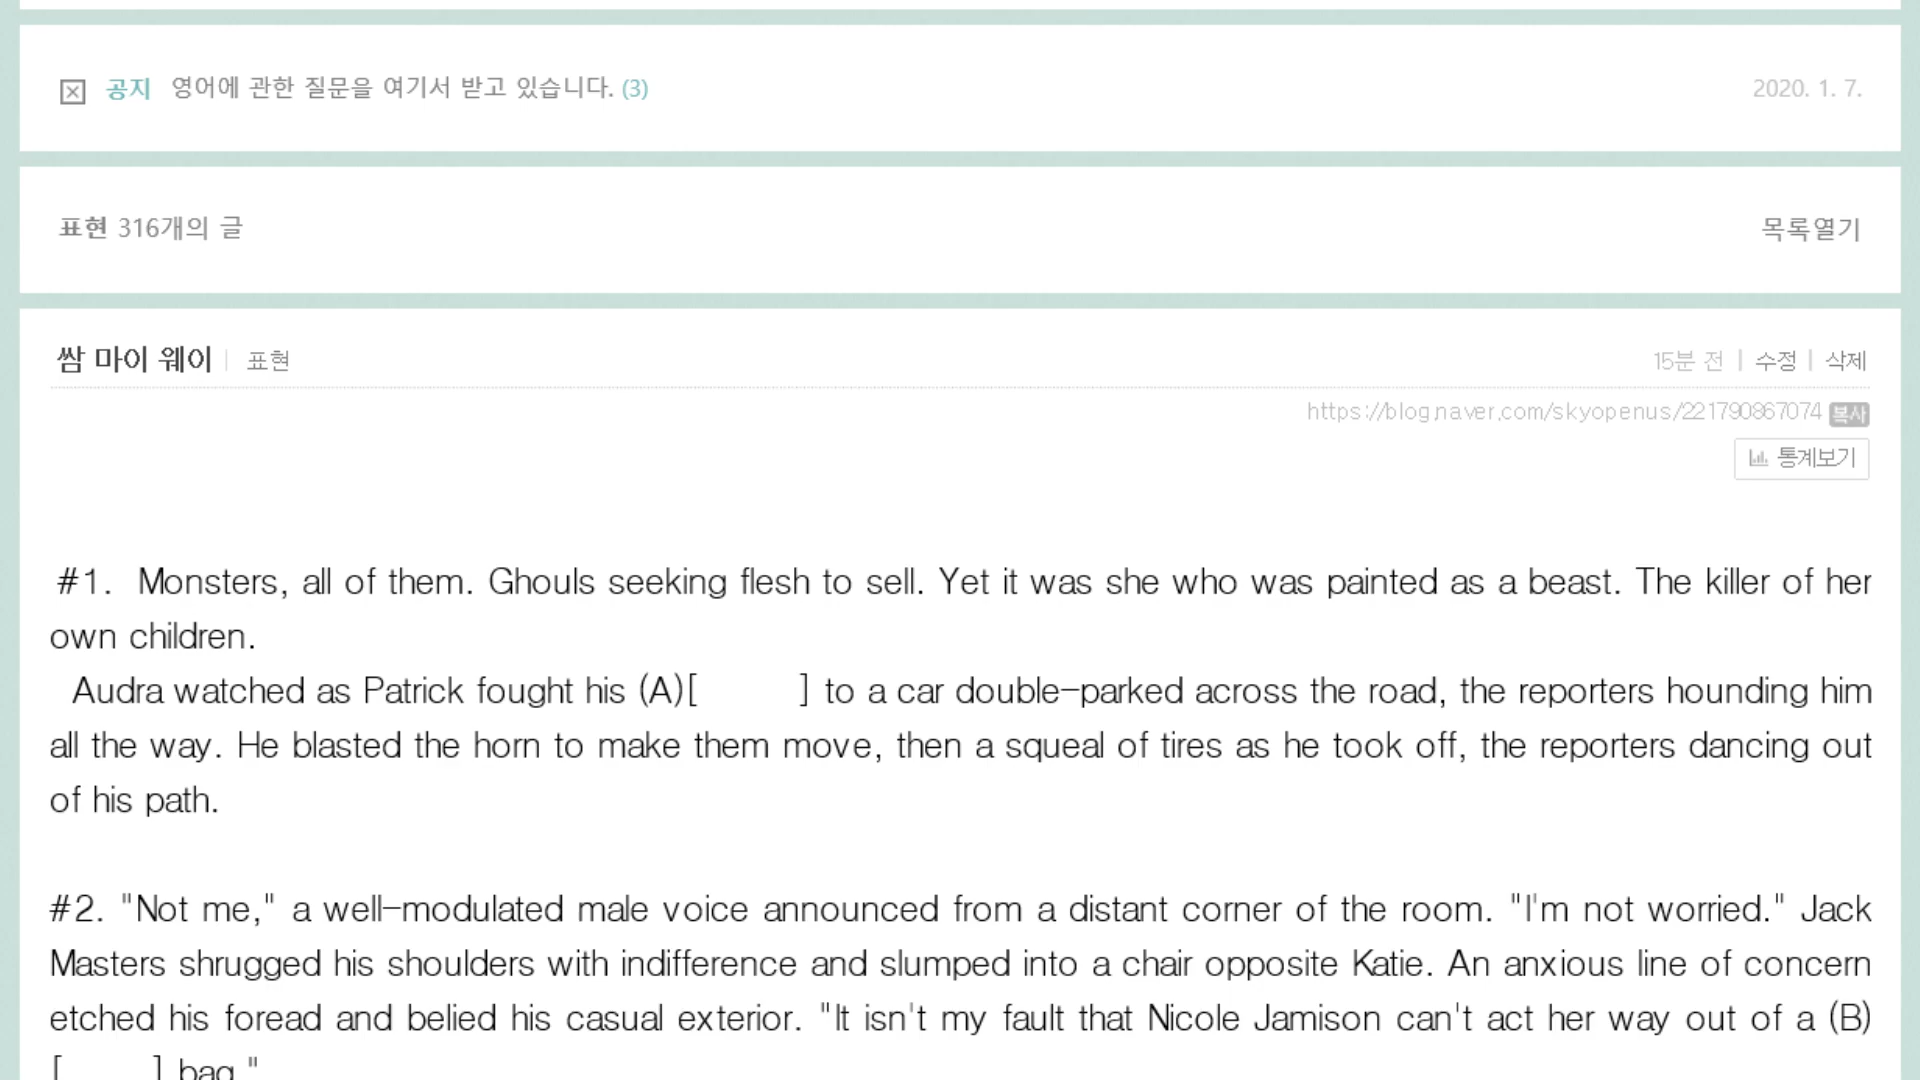 공지 영어에 관한 질문을 여기서 받고 있습니다. (3) 2020. 1. 7.
표현 316개의 글 목록열기
쌈 마이 웨이 | 표현 15분 전 | 수정 | 삭제
https://blog.naver.com/skyopenus/221790867074 복사
통계보기
#1. Monsters, all of them. Ghouls seeking flesh to sell. Yet it was she who was painted as a beast. The killer of her
own children.
Audra watched as Patrick fought his (A)[ ] to a car double-parked across the road, the reporters hounding him
all the way. He blasted the horn to make them move, then a squeal of tires as he took off, the reporters dancing out
of his path.
#2. "Not me," a well-modulated male voice announced from a distant corner of the room. "I'm not worried." Jack
Masters shrugged his shoulders with indifference and slumped into a chair opposite Katie. An anxious line of concern
etched his foread and belied his casual exterior. "It isn't my fault that Nicole Jamison can't act her way out of a (B)
[ ] bag."